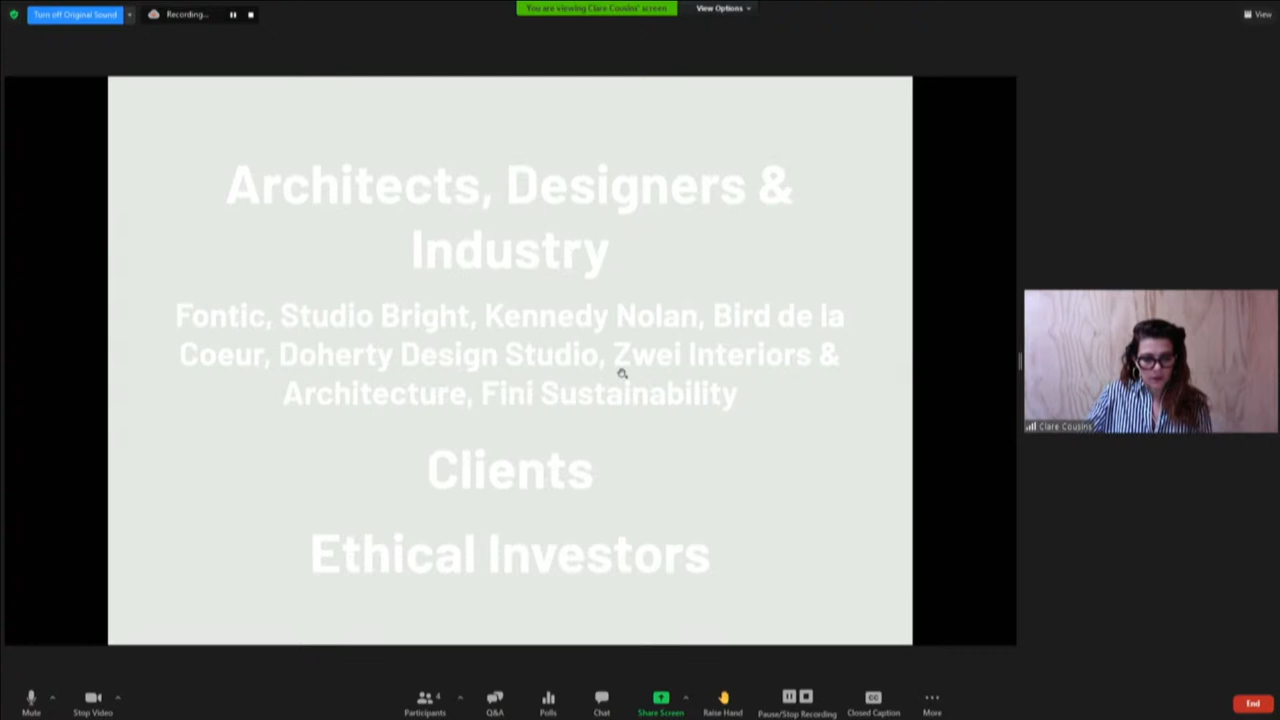 Turn off Original Sound
Recording...
You are viewing Clare Cousins' screen
View Options
View
Architects, Designers &
Industry
Fontic, Studio Bright, Kennedy Nolan, Bird de la
Coeur, Doherty Design Studio, Zwei Interiors &
Architecture, Fini Sustainability
Clients
Ethical Investors
Clare Cousins
Mute
Stop Video
4
Participants
Q&A
Polls
Chat
Share Screen
Raise Hand
Pause/Stop Recording
CC
Closed Caption
More
End